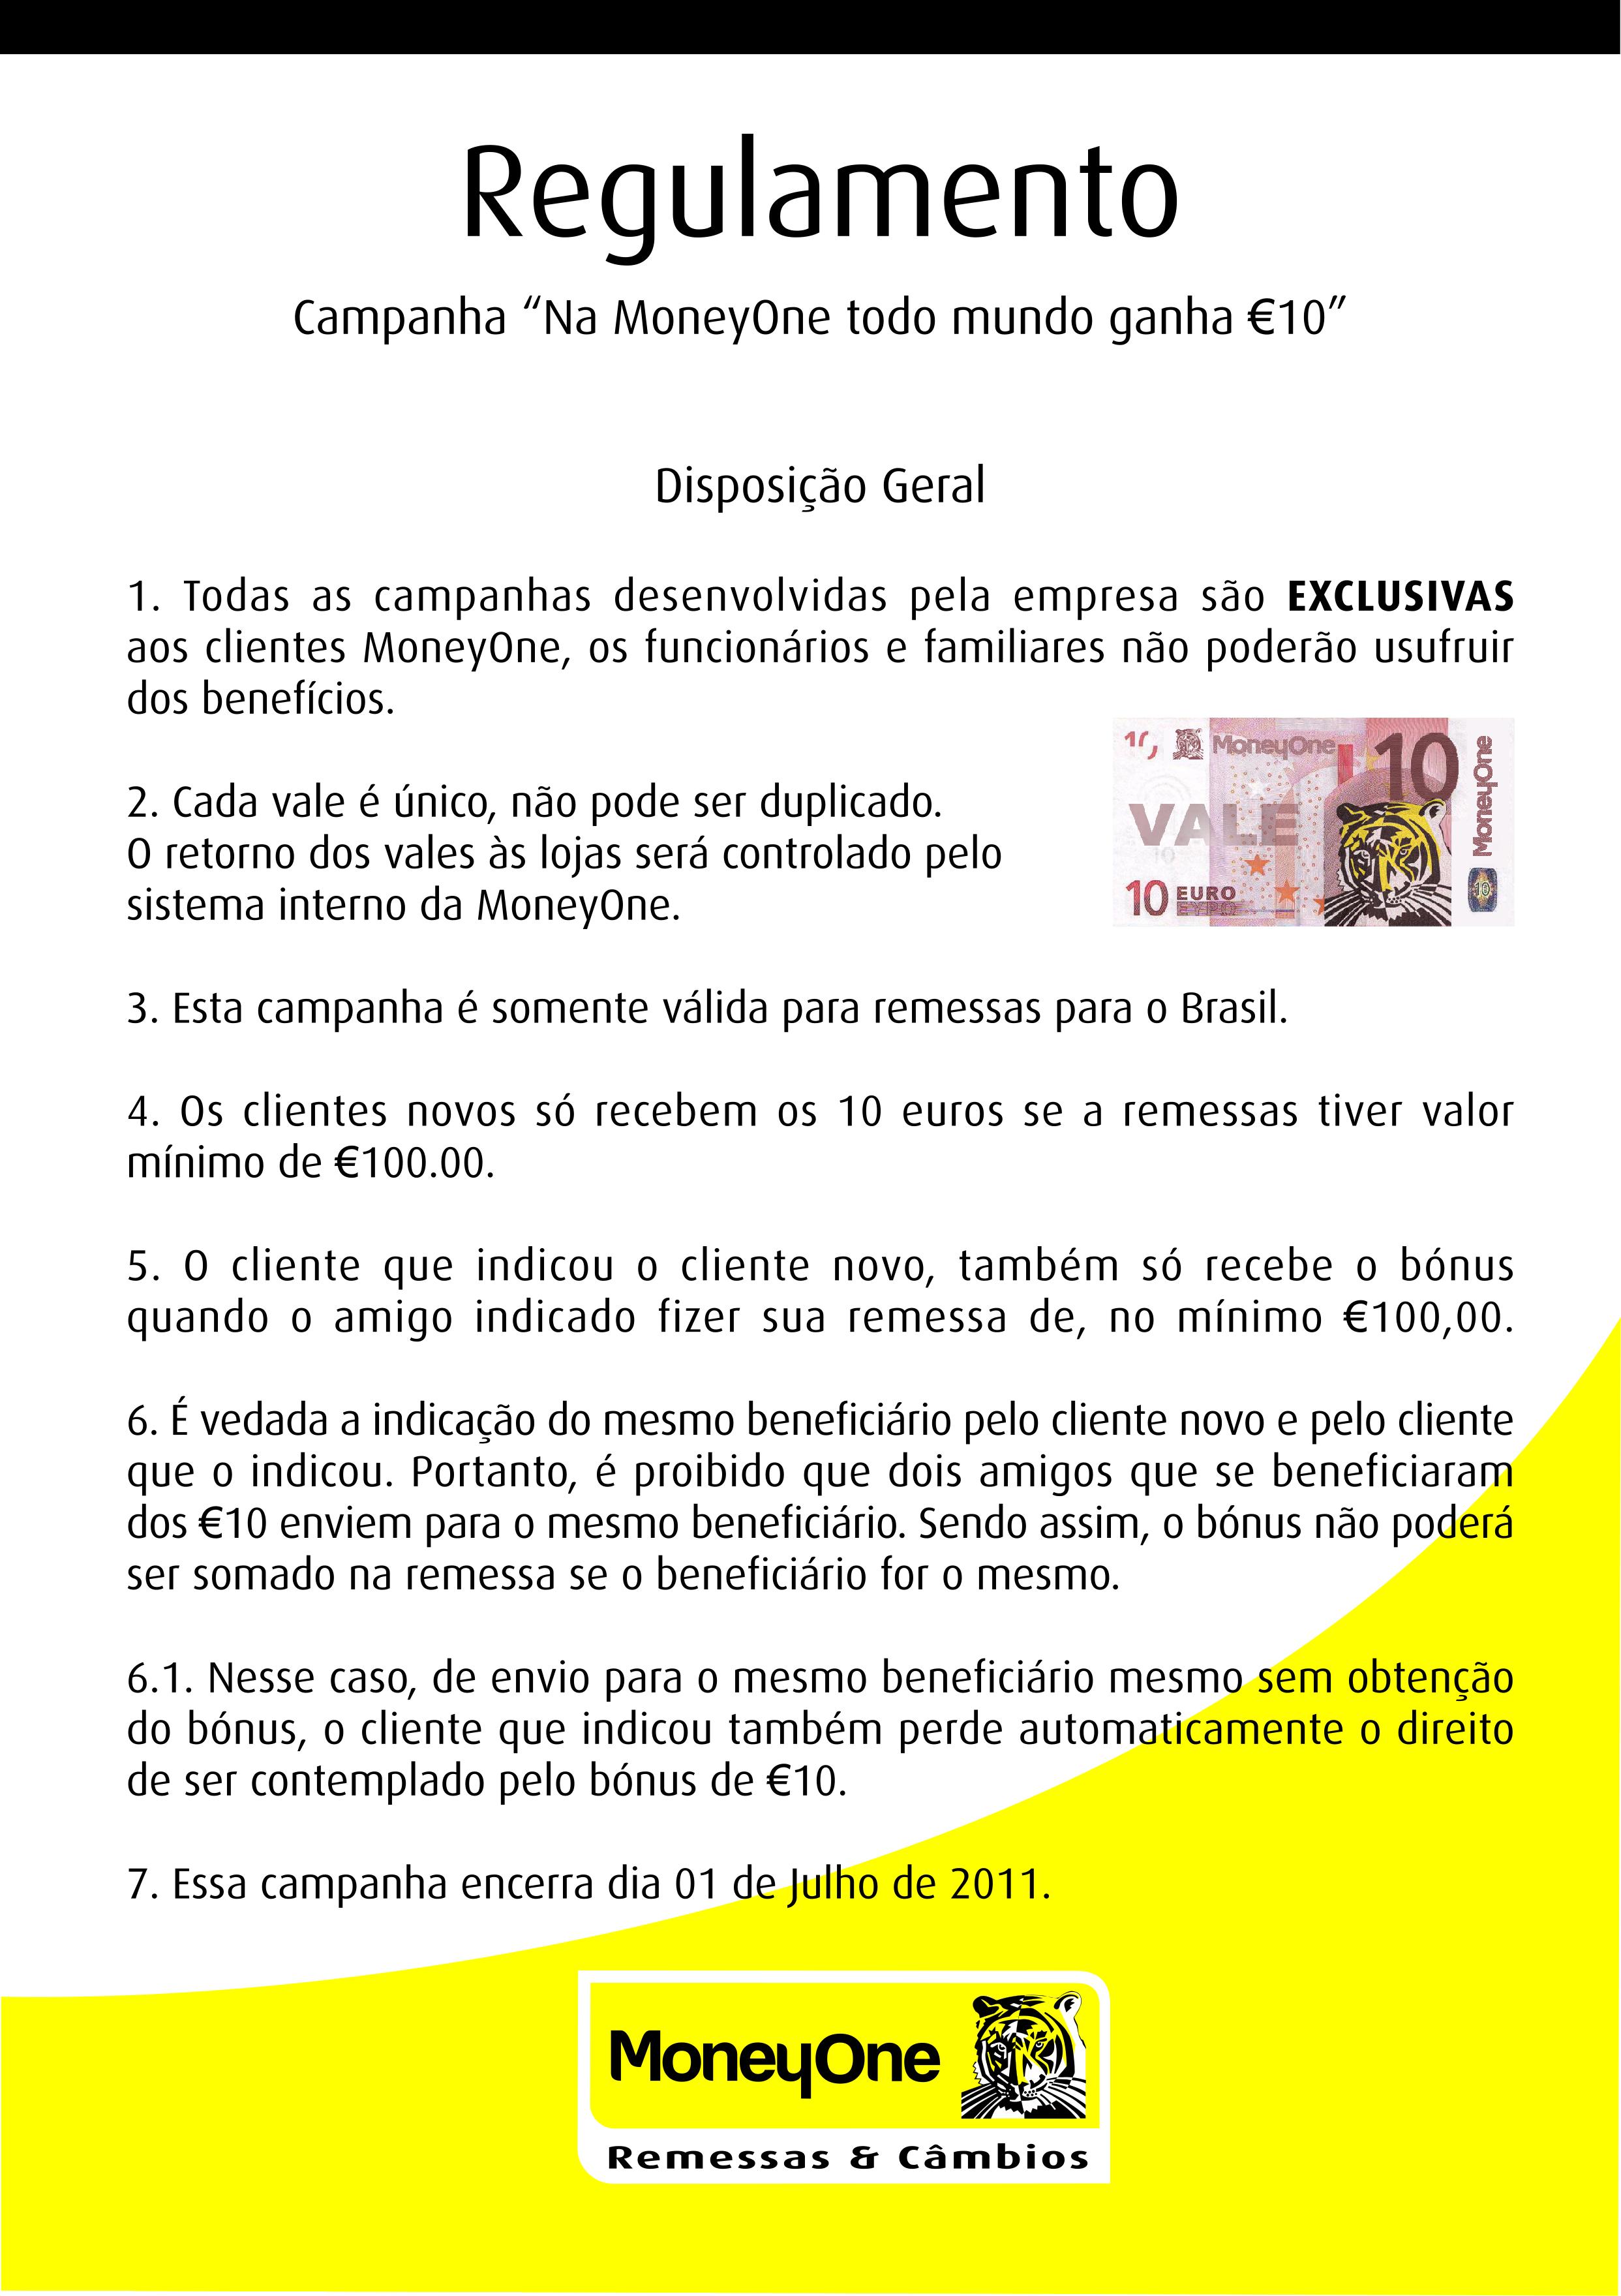 Regulamento
Campanha “Na MoneyOne todo mundo ganha €10”
Disposição Geral
1. Todas as campanhas desenvolvidas pela empresa são EXCLUSIVAS
aos clientes MoneyOne, os funcionários e familiares não poderão usufruir
dos benefícios.
2. Cada vale é único, não pode ser duplicado.
O retorno dos vales às lojas será controlado pelo
sistema interno da MoneyOne.
MoneyOne 10
VALE
10 EURO
ΕΥΡΩ
MoneyOne
10
3. Esta campanha é somente válida para remessas para o Brasil.
4. Os clientes novos só recebem os 10 euros se a remessas tiver valor
mínimo de €100.00.
5. O cliente que indicou o cliente novo, também só recebe o bónus
quando o amigo indicado fizer sua remessa de, no mínimo €100,00.
6. É vedada a indicação do mesmo beneficiário pelo cliente novo e pelo cliente
que o indicou. Portanto, é proibido que dois amigos que se beneficiaram
dos €10 enviem para o mesmo beneficiário. Sendo assim, o bónus não poderá
ser somado na remessa se o beneficiário for o mesmo.
6.1. Nesse caso, de envio para o mesmo beneficiário mesmo sem obtenção
do bónus, o cliente que indicou também perde automaticamente o direito
de ser contemplado pelo bónus de €10.
7. Essa campanha encerra dia 01 de Julho de 2011.
MoneyOne
Remessas & Câmbios